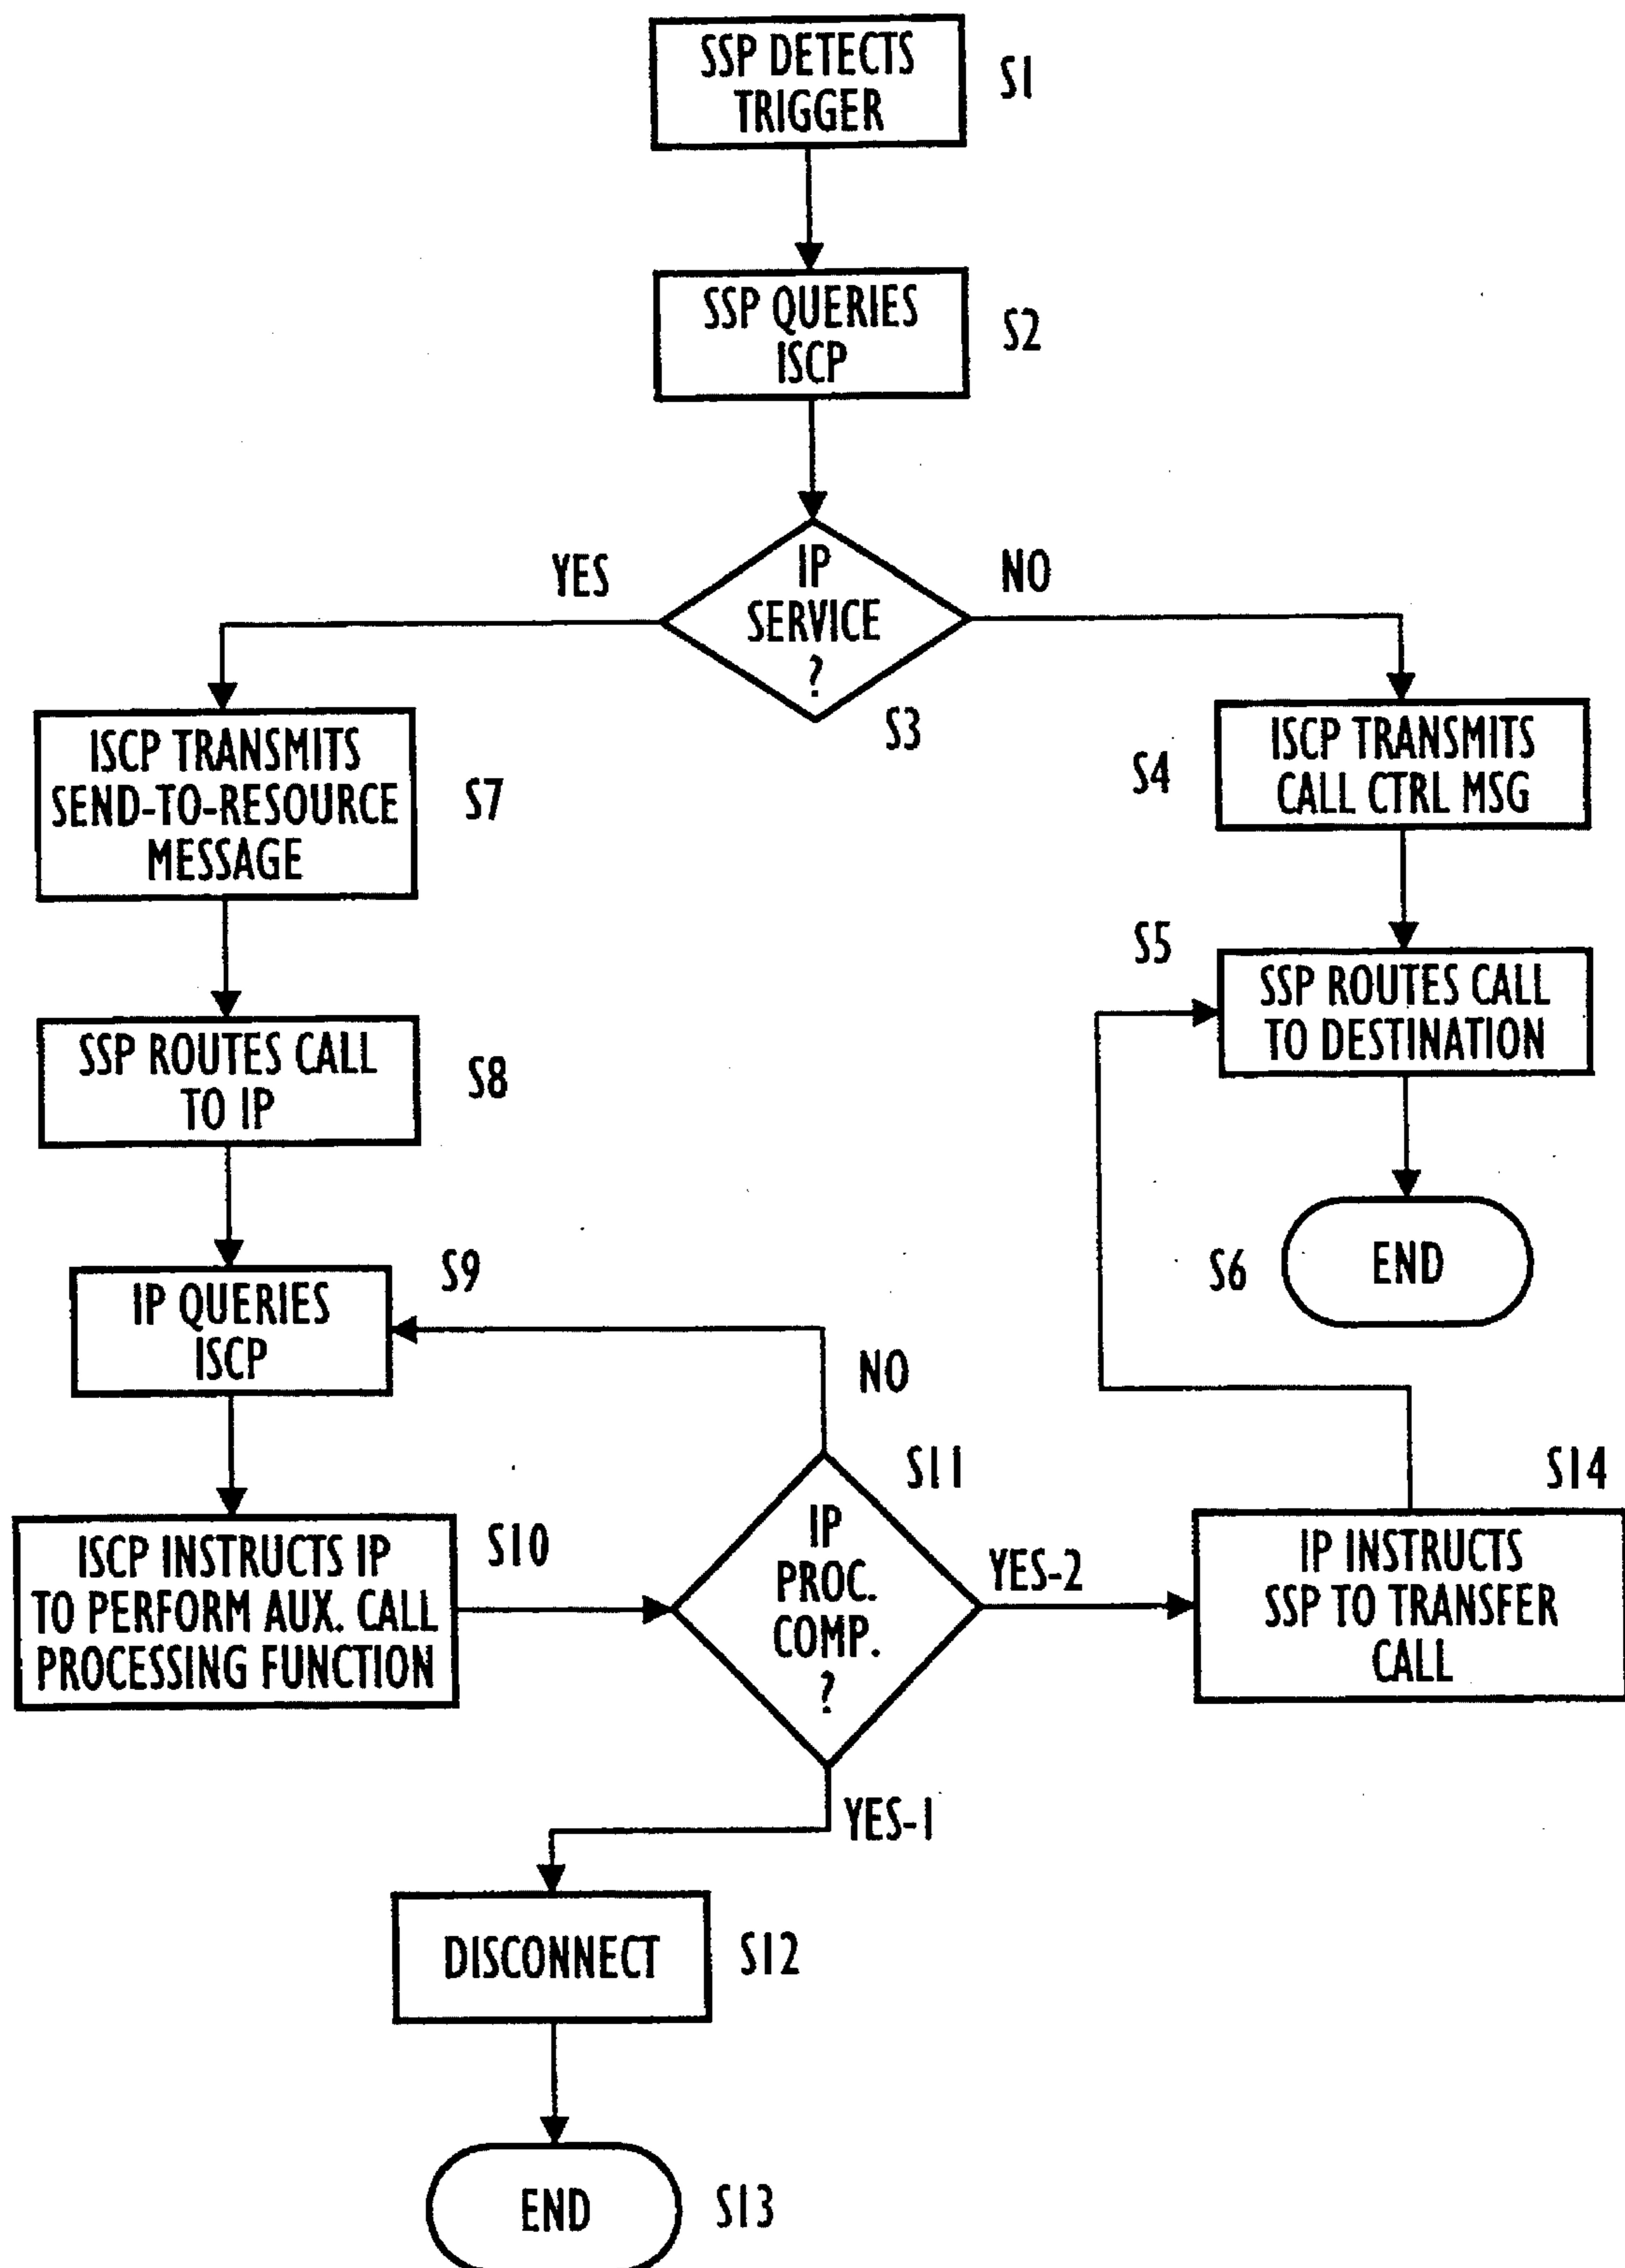 SSP DETECTS
TRIGGER
S1
SSP QUERIES
ISCP
S2
YES
IP
SERVICE
?
NO
S3
ISCP TRANSMITS
SEND-TO-RESOURCE
MESSAGE
S7
S4
ISCP TRANSMITS
CALL CTRL MSG
S5
SSP ROUTES CALL
TO DESTINATION
SSP ROUTES CALL
TO IP
S8
S6
END
IP QUERIES
ISCP
S9
NO
ISCP INSTRUCTS IP
TO PERFORM AUX. CALL
PROCESSING FUNCTION
S10
IP
PROC.
COMP.
?
S11
YES-2
IP INSTRUCTS
SSP TO TRANSFER
CALL
S14
YES-1
DISCONNECT
S12
END
S13